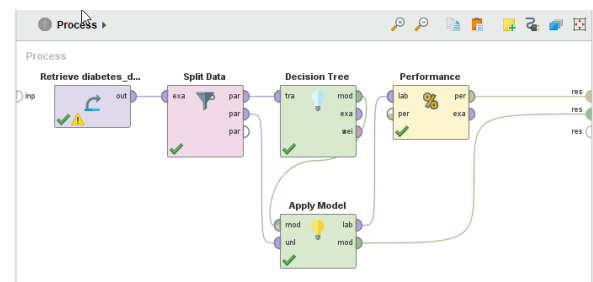 Process
Process
Retrieve diabetes_d...
Split Data
Decision Tree
Performance
inp
out
exa
par
par
par
tra
mod
exa
wei
lab
per
%
per
exa
res
res
res
Apply Model
mod
lab
unl
mod